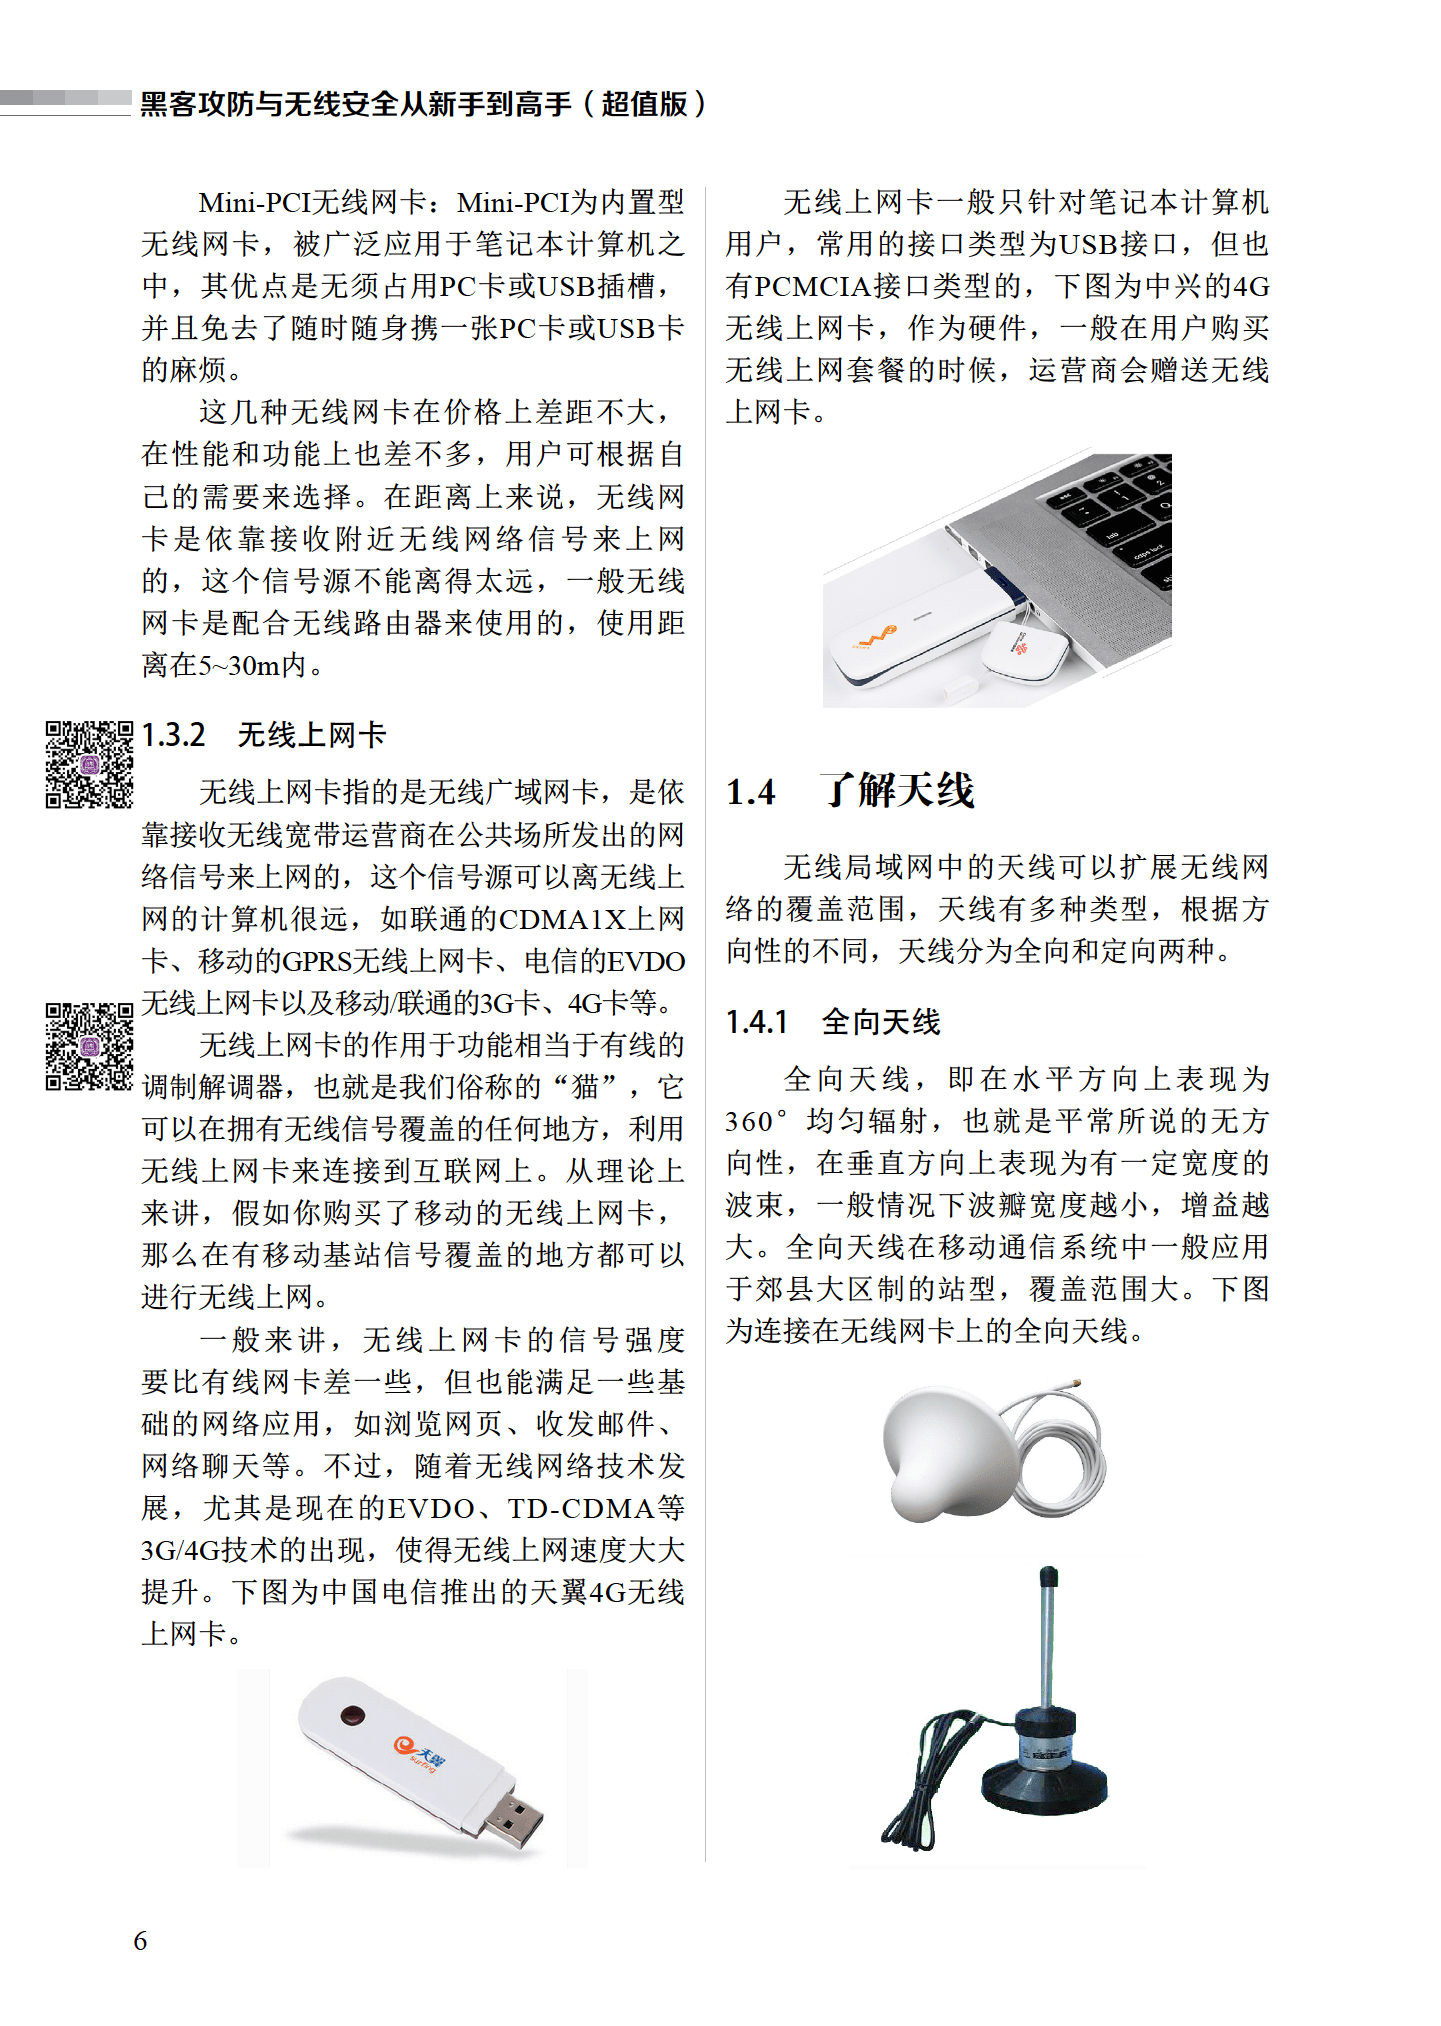 黑客攻防与无线安全从新手到高手（超值版）
Mini-PCI无线网卡：Mini-PCI为内置型
无线网卡，被广泛应用于笔记本计算机之
中，其优点是无须占用PC卡或USB插槽，
并且免去了随时随身携一张PC卡或USB卡
的麻烦。
这几种无线网卡在价格上差距不大，
在性能和功能上也差不多，用户可根据自
己的需要来选择。在距离上来说，无线网
卡是依靠接收附近无线网络信号来上网
的，这个信号源不能离得太远，一般无线
网卡是配合无线路由器来使用的，使用距
离在5~30m内。
1.3.2 无线上网卡
无线上网卡指的是无线广域网卡，是依
靠接收无线宽带运营商在公共场所发出的网
络信号来上网的，这个信号源可以离无线上
网的计算机很远，如联通的CDMA1X上网
卡、移动的GPRS无线上网卡、电信的EVDO
无线上网卡以及移动/联通的3G卡、4G卡等。
无线上网卡的作用于功能相当于有线的
调制解调器，也就是我们俗称的“猫”，它
可以在拥有无线信号覆盖的任何地方，利用
无线上网卡来连接到互联网上。从理论上
来讲，假如你购买了移动的无线上网卡，
那么在有移动基站信号覆盖的地方都可以
进行无线上网。
一般来讲，无线上网卡的信号强度
要比有线网卡差一些，但也能满足一些基
础的网络应用，如浏览网页、收发邮件、
网络聊天等。不过，随着无线网络技术发
展，尤其是现在的EVDO、TD-CDMA等
3G/4G技术的出现，使得无线上网速度大大
提升。下图为中国电信推出的天翼4G无线
上网卡。
天翼
surfing
无线上网卡一般只针对笔记本计算机
用户，常用的接口类型为USB接口，但也
有PCMCIA接口类型的，下图为中兴的4G
无线上网卡，作为硬件，一般在用户购买
无线上网套餐的时候，运营商会赠送无线
上网卡。
tab
caps lock
1.4 了解天线
无线局域网中的天线可以扩展无线网
络的覆盖范围，天线有多种类型，根据方
向性的不同，天线分为全向和定向两种。
1.4.1 全向天线
全向天线，即在水平方向上表现为
360°均匀辐射，也就是平常所说的无方
向性，在垂直方向上表现为有一定宽度的
波束，一般情况下波瓣宽度越小，增益越
大。全向天线在移动通信系统中一般应用
于郊县大区制的站型，覆盖范围大。下图
为连接在无线网卡上的全向天线。
6